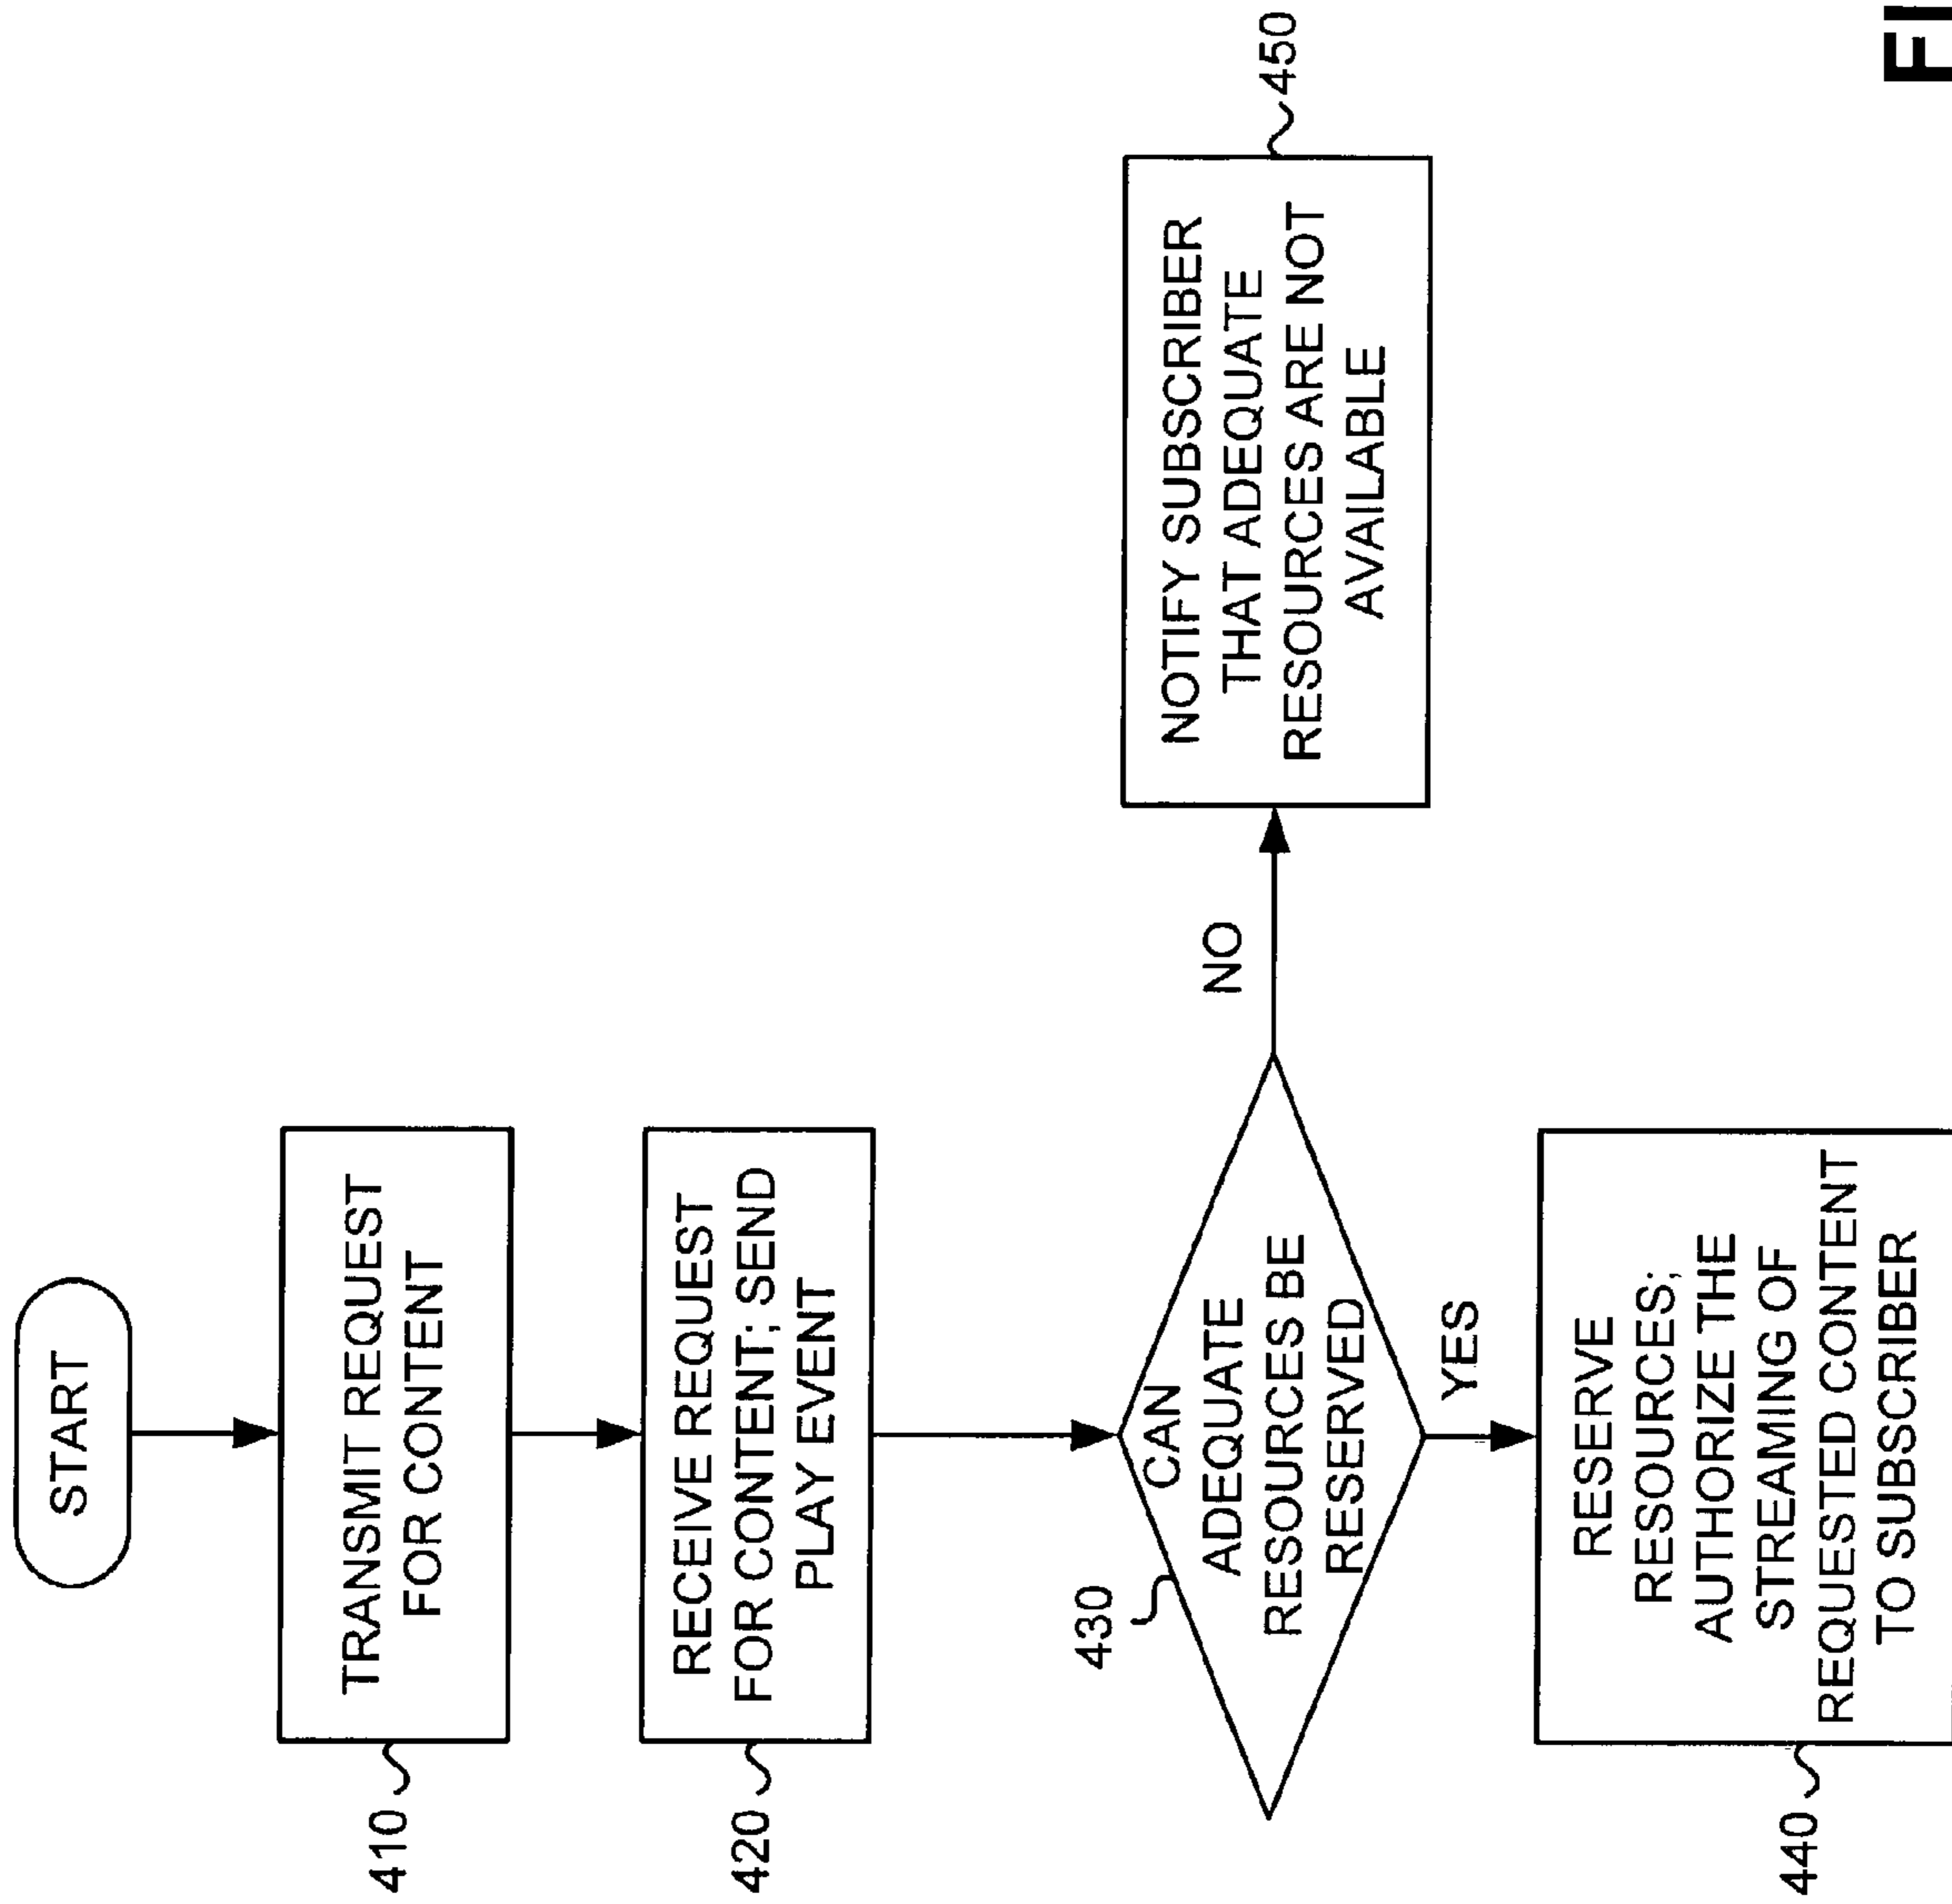 START
410
TRANSMIT REQUEST
FOR CONTENT
420
RECEIVE REQUEST
FOR CONTENT; SEND
PLAY EVENT
430
CAN
ADEQUATE
RESOURCES BE
RESERVED
NO
NOTIFY SUBSCRIBER
THAT ADEQUATE
RESOURCES ARE NOT
AVAILABLE
450
YES
440
RESERVE
RESOURCES;
AUTHORIZE THE
STREAMING OF
REQUESTED CONTENT
TO SUBSCRIBER